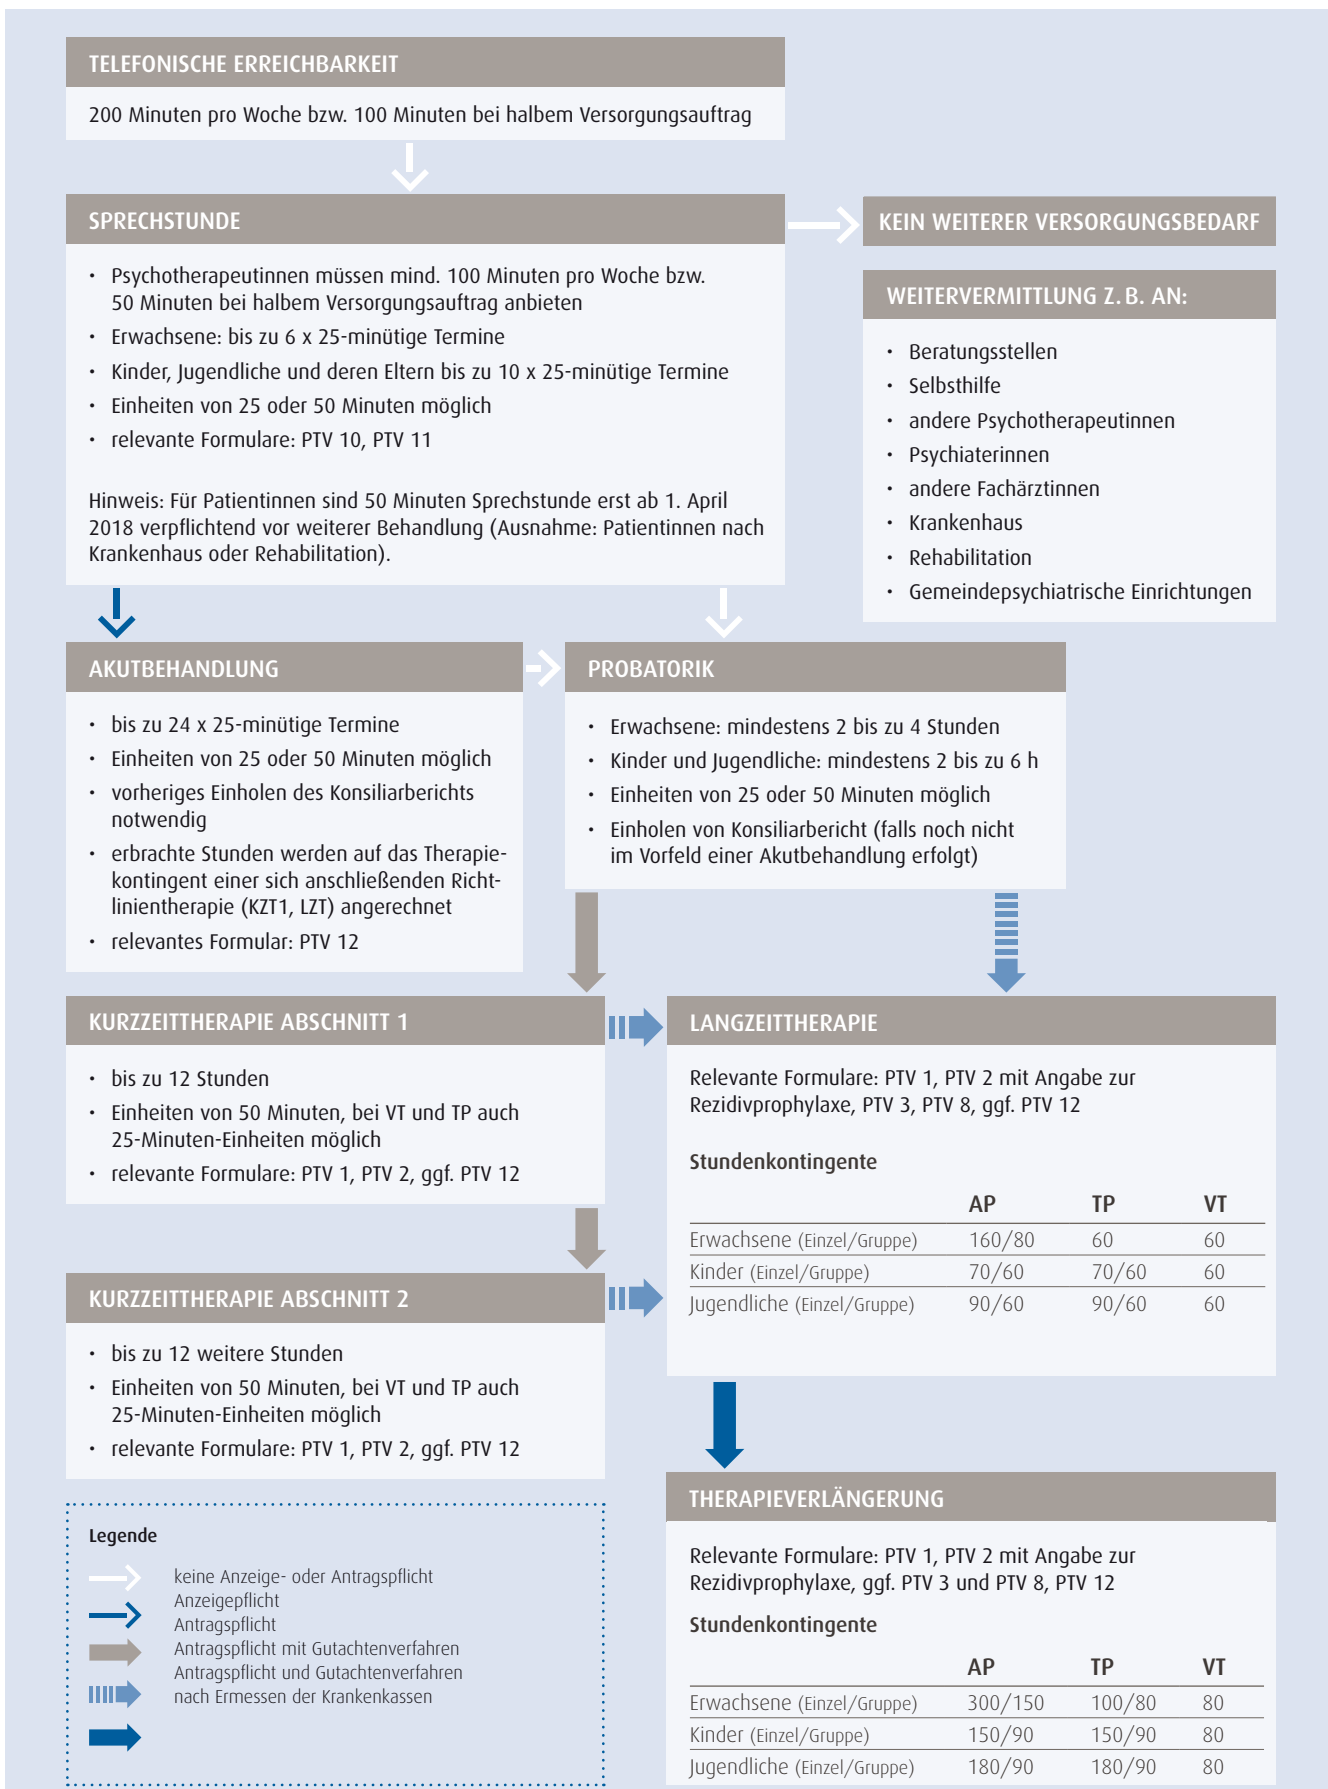 TELEFONISCHE ERREICHBARKEIT
200 Minuten pro Woche bzw. 100 Minuten bei halbem Versorgungsauftrag
SPRECHSTUNDE
• Psychotherapeutinnen müssen mind. 100 Minuten pro Woche bzw.
50 Minuten bei halbem Versorgungsauftrag anbieten
• Erwachsene: bis zu 6 x 25-minütige Termine
• Kinder, Jugendliche und deren Eltern bis zu 10 x 25-minütige Termine
• Einheiten von 25 oder 50 Minuten möglich
• relevante Formulare: PTV 10, PTV 11
Hinweis: Für Patientinnen sind 50 Minuten Sprechstunde erst ab 1. April
2018 verpflichtend vor weiterer Behandlung (Ausnahme: Patientinnen nach
Krankenhaus oder Rehabilitation).
KEIN WEITERER VERSORGUNGSBEDARF
WEITERVERMITTLUNG Z. B. AN:
• Beratungsstellen
• Selbsthilfe
• andere Psychotherapeutinnen
• Psychiaterinnen
• andere Fachärztinnen
• Krankenhaus
• Rehabilitation
• Gemeindepsychiatrische Einrichtungen
AKUTBEHANDLUNG
• bis zu 24 x 25-minütige Termine
• Einheiten von 25 oder 50 Minuten möglich
• vorheriges Einholen des Konsiliarberichts
notwendig
• erbrachte Stunden werden auf das Therapie-
kontingent einer sich anschließenden Richt-
linientherapie (KZT1, LZT) angerechnet
• relevantes Formular: PTV 12
PROBATORIK
• Erwachsene: mindestens 2 bis zu 4 Stunden
• Kinder und Jugendliche: mindestens 2 bis zu 6 h
• Einheiten von 25 oder 50 Minuten möglich
• Einholen von Konsiliarbericht (falls noch nicht
im Vorfeld einer Akutbehandlung erfolgt)
KURZZEITTHERAPIE ABSCHNITT 1
• bis zu 12 Stunden
• Einheiten von 50 Minuten, bei VT und TP auch
25-Minuten-Einheiten möglich
• relevante Formulare: PTV 1, PTV 2, ggf. PTV 12
KURZZEITTHERAPIE ABSCHNITT 2
• bis zu 12 weitere Stunden
• Einheiten von 50 Minuten, bei VT und TP auch
25-Minuten-Einheiten möglich
• relevante Formulare: PTV 1, PTV 2, ggf. PTV 12
LANGZEITTHERAPIE
Relevante Formulare: PTV 1, PTV 2 mit Angabe zur
Rezidivprophylaxe, PTV 3, PTV 8, ggf. PTV 12
Stundenkontingente
AP TP VT
Erwachsene (Einzel/Gruppe) 160/80 60 60
Kinder (Einzel/Gruppe) 70/60 70/60 60
Jugendliche (Einzel/Gruppe) 90/60 90/60 60
THERAPIEVERLÄNGERUNG
Relevante Formulare: PTV 1, PTV 2 mit Angabe zur
Rezidivprophylaxe, ggf. PTV 3 und PTV 8, PTV 12
Stundenkontingente
AP TP VT
Erwachsene (Einzel/Gruppe) 300/150 100/80 80
Kinder (Einzel/Gruppe) 150/90 150/90 80
Jugendliche (Einzel/Gruppe) 180/90 180/90 80
Legende
keine Anzeige- oder Antragspflicht
Anzeigepflicht
Antragspflicht
Antragspflicht mit Gutachtenverfahren
Antragspflicht und Gutachtenverfahren
nach Ermessen der Krankenkassen